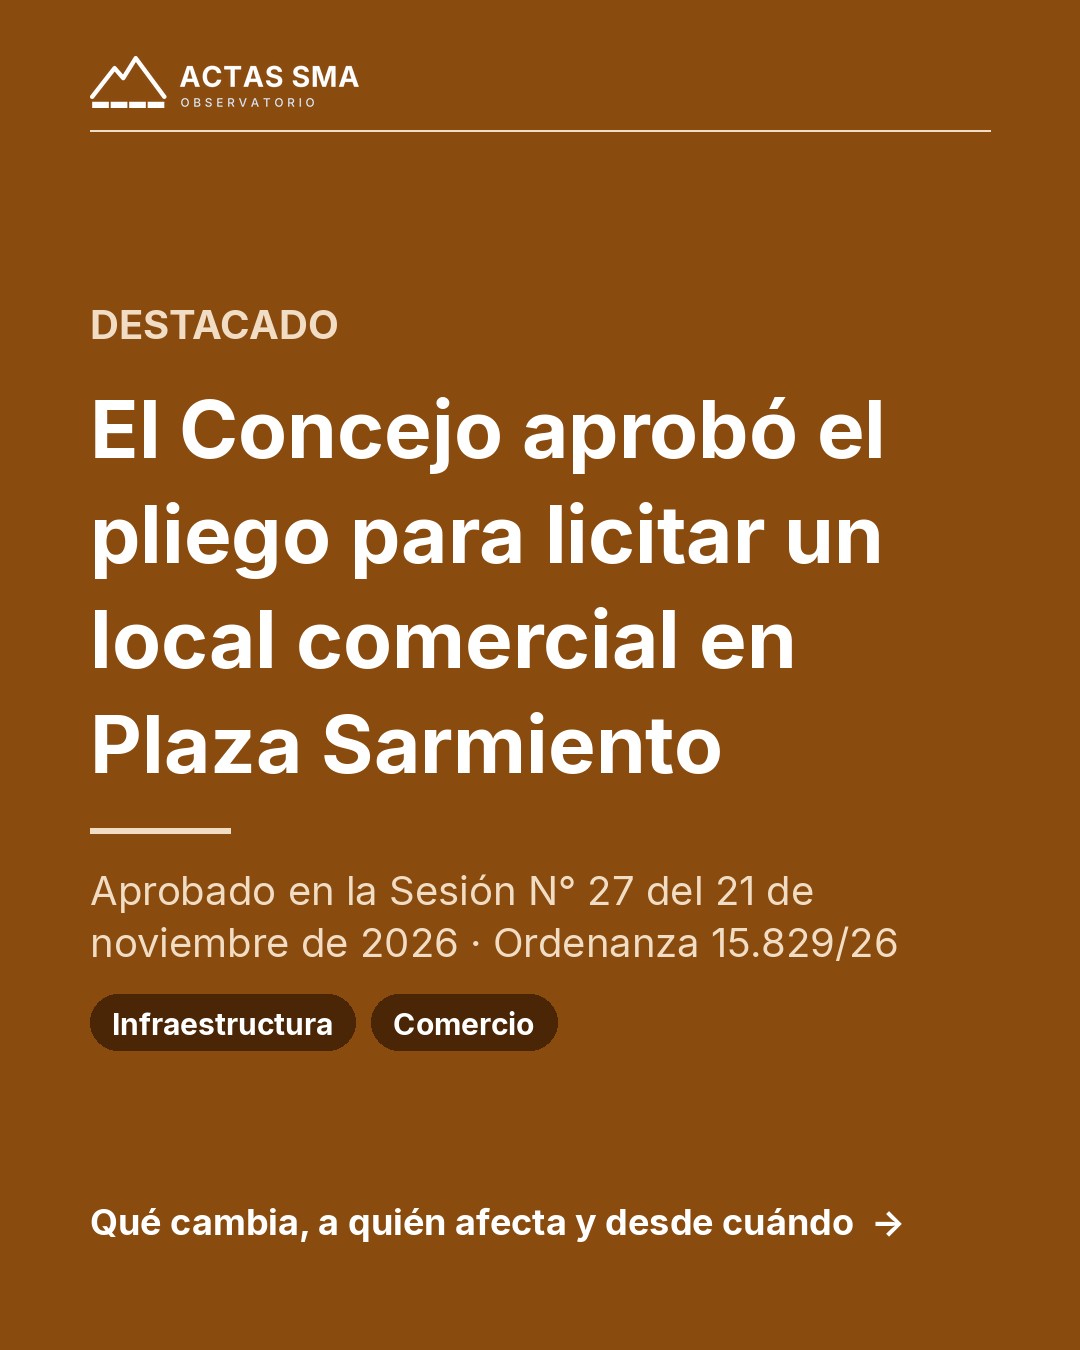 ACTAS SMA
OBSERVATORIO
DESTACADO
El Concejo aprobó el
pliego para licitar un
local comercial en
Plaza Sarmiento
Aprobado en la Sesión N° 27 del 21 de
noviembre de 2026 · Ordenanza 15.829/26
Infraestructura Comercio
Qué cambia, a quién afecta y desde cuándo →